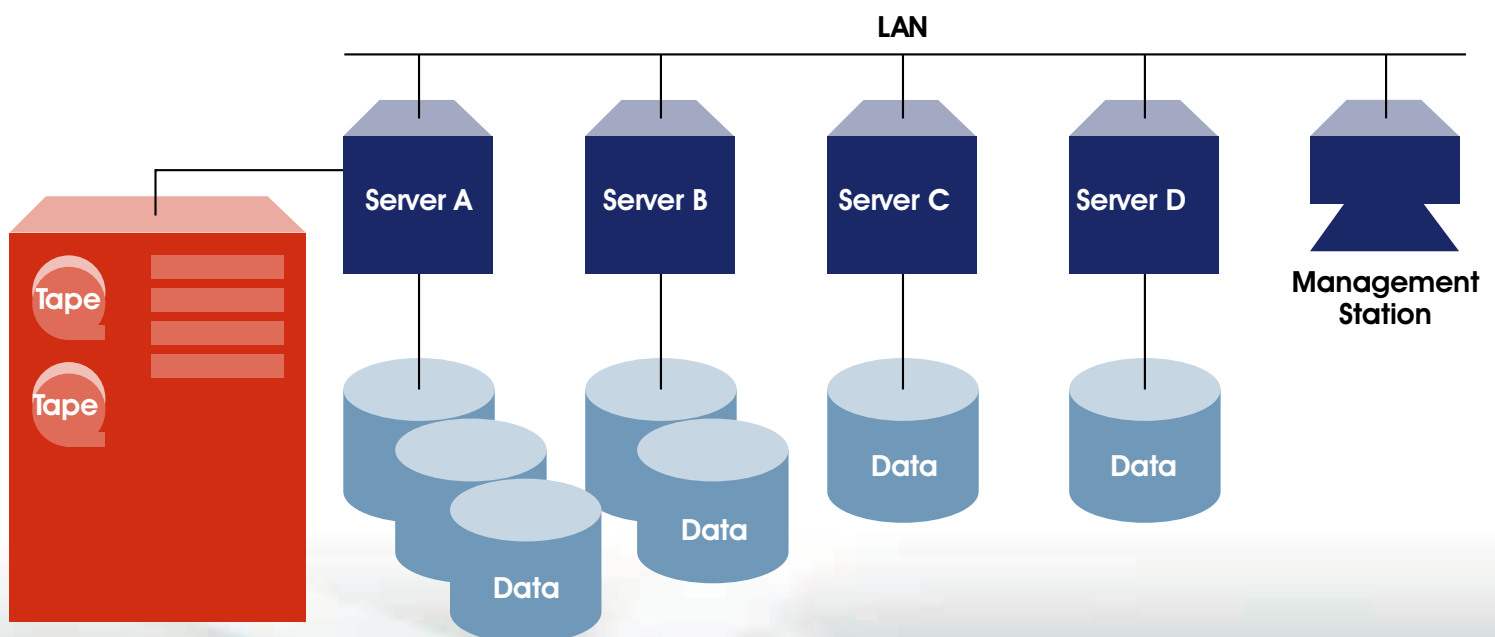 LAN
Server A
Server B
Server C
Server D
Management
Station
Tape
Tape
Data
Data
Data
Data